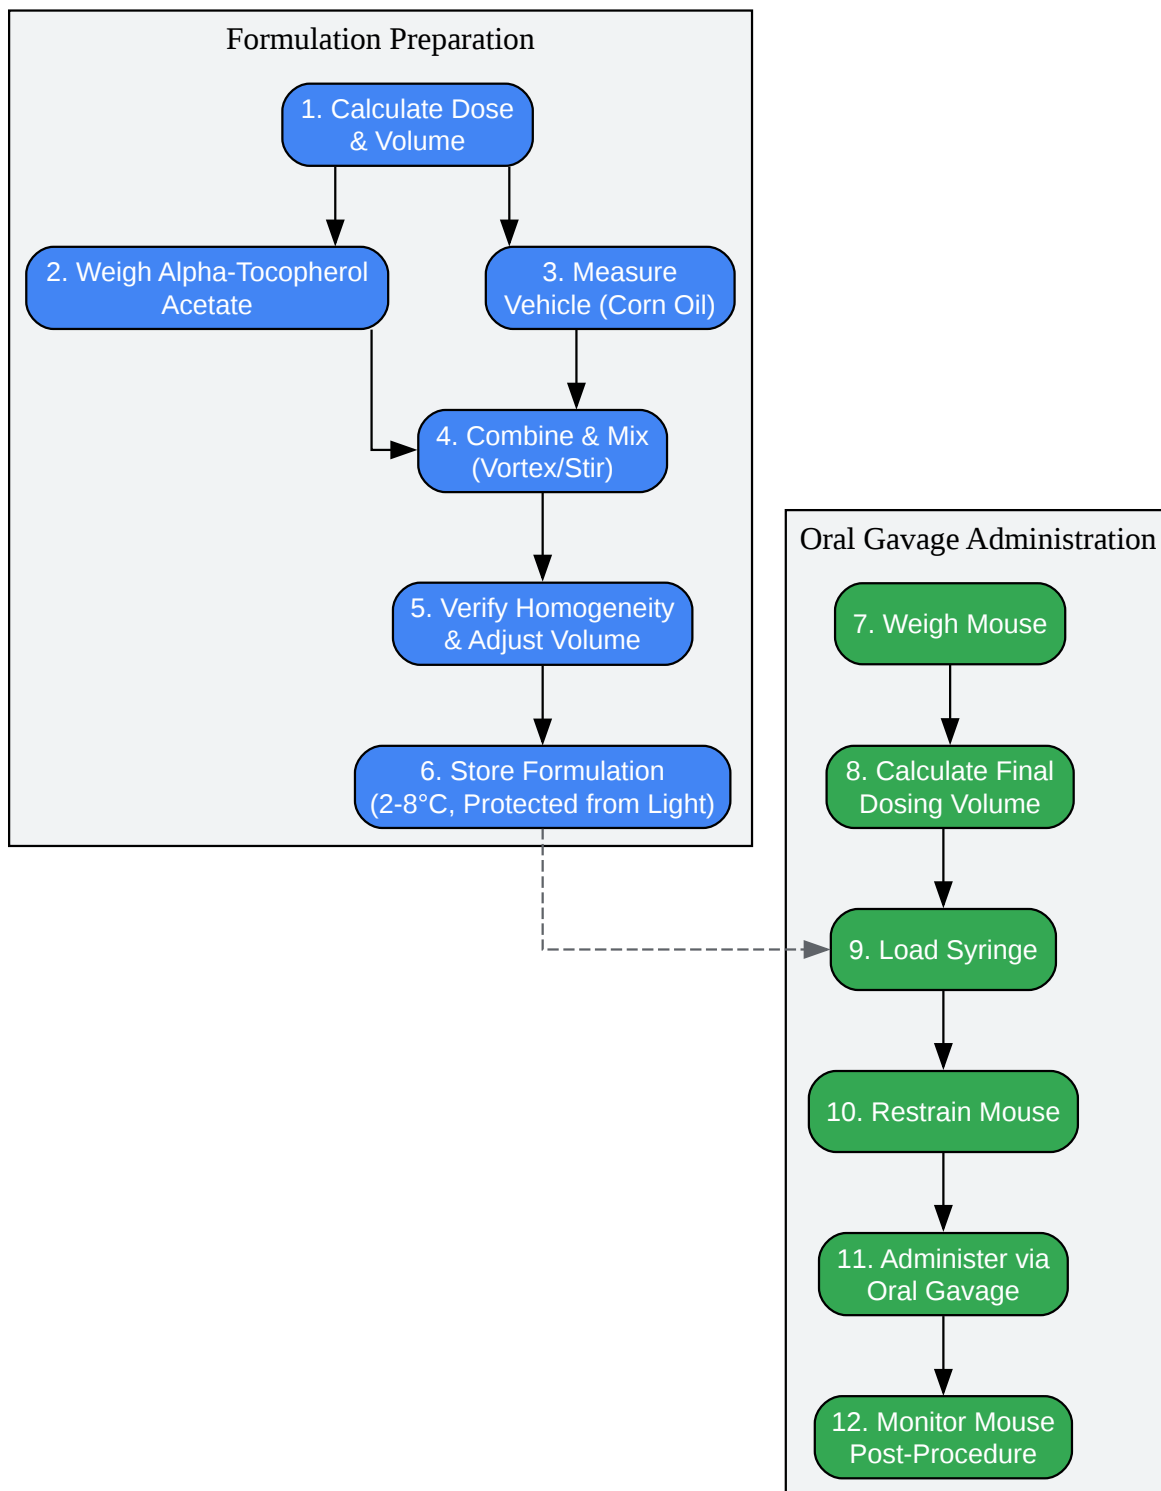 Formulation Preparation
1. Calculate Dose
& Volume
2. Weigh Alpha-Tocopherol
Acetate
3. Measure
Vehicle (Corn Oil)
4. Combine & Mix
(Vortex/Stir)
5. Verify Homogeneity
& Adjust Volume
6. Store Formulation
(2-8°C, Protected from Light)
Oral Gavage Administration
7. Weigh Mouse
8. Calculate Final
Dosing Volume
9. Load Syringe
10. Restrain Mouse
11. Administer via
Oral Gavage
12. Monitor Mouse
Post-Procedure